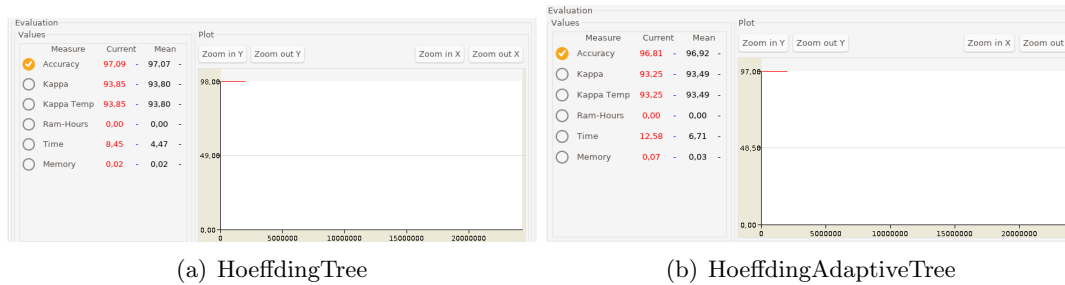 Evaluation
Values
Measure Current Mean
Accuracy 97,09 - 97,07 -
Kappa 93,85 - 93,80 -
Kappa Temp 93,85 - 93,80 -
Ram-Hours 0,00 - 0,00 -
Time 8,45 - 4,47 -
Memory 0,02 - 0,02 -
Plot
Zoom in Y Zoom out Y Zoom in X Zoom out X
98,00
49,00
0,00
0 5000000 10000000 15000000 20000000
(a) HoeffdingTree
Evaluation
Values
Measure Current Mean
Accuracy 96,81 - 96,92 -
Kappa 93,25 - 93,49 -
Kappa Temp 93,25 - 93,49 -
Ram-Hours 0,00 - 0,00 -
Time 12,58 - 6,71 -
Memory 0,07 - 0,03 -
Plot
Zoom in Y Zoom out Y Zoom in X Zoom out
97,00
48,50
0,00
0 5000000 10000000 15000000 20000000
(b) HoeffdingAdaptiveTree